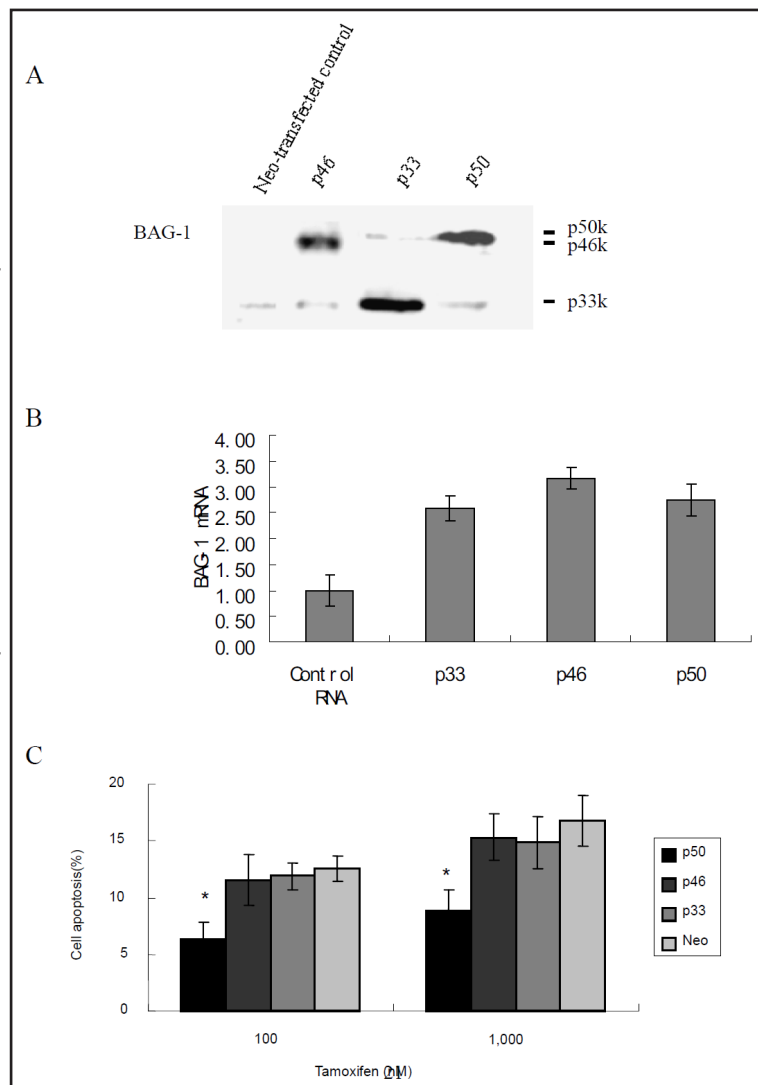 A
Neo-transfected control
p46
p33
p50
BAG-1
p50k
p46k
p33k
B
4.00
3.50
3.00
2.50
2.00
1.50
1.00
0.50
0.00
BAG-1 mRNA
Control RNA
p33
p46
p50
C
20
15
10
5
0
Cell apoptosis(%)
*
*
p50
p46
p33
Neo
100
1,000
Tamoxifen (nM)
21